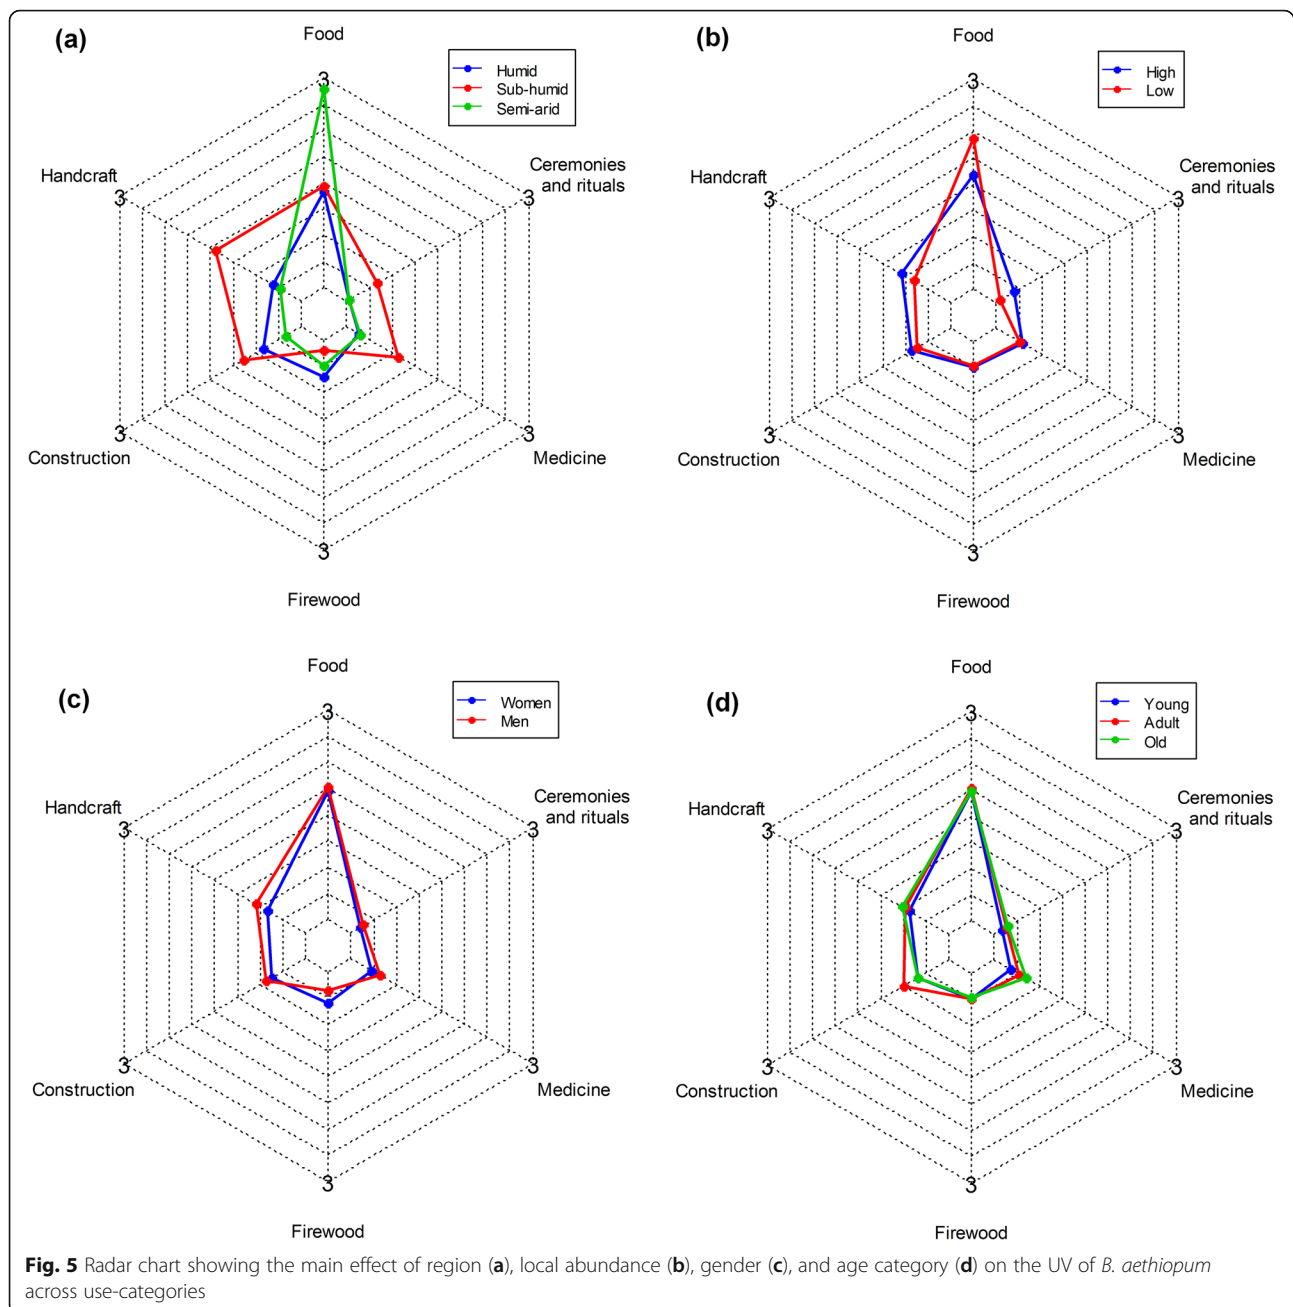 (a)
Food
Humid
Sub-humid
Semi-arid
3
Ceremonies
and rituals
3
Handcraft
3
Construction
3
Medicine
3
Firewood
3
(b)
Food
High
Low
3
Ceremonies
and rituals
3
Handcraft
3
Construction
3
Medicine
3
Firewood
3
(c)
Food
Women
Men
3
Ceremonies
and rituals
3
Handcraft
3
Construction
3
Medicine
3
Firewood
3
(d)
Food
Young
Adult
Old
3
Ceremonies
and rituals
3
Handcraft
3
Construction
3
Medicine
3
Firewood
3
Fig. 5 Radar chart showing the main effect of region (a), local abundance (b), gender (c), and age category (d) on the UV of B. aethiopum
across use-categories